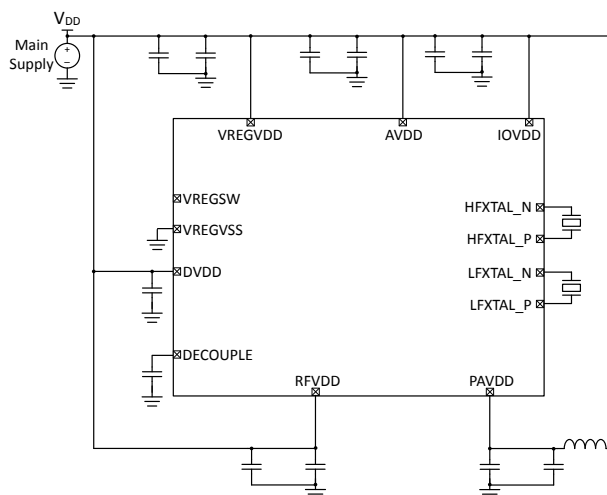 VDD
Main
Supply
+
−
VREGVDD
AVDD
IOVDD
VREGSW
HFXTAL_N
VREGVSS
HFXTAL_P
DVDD
LFXTAL_N
LFXTAL_P
DECOUPLE
RFVDD
PAVDD